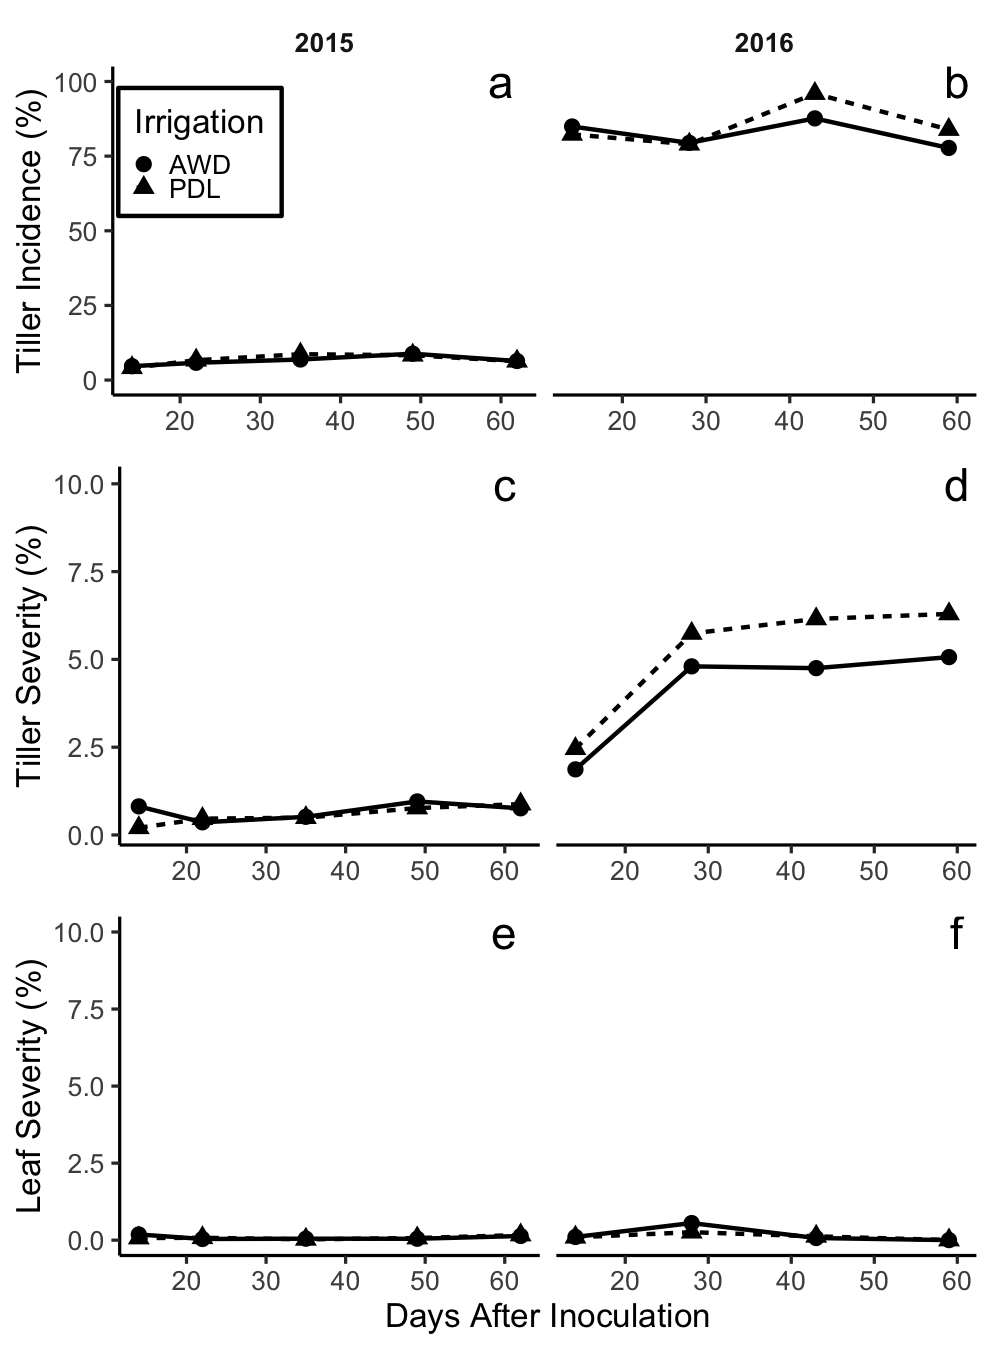 2015 2016
a b
100
75
50
25
0
Tiller Incidence (%)
Irrigation
AWD
PDL
20 30 40 50 60 20 30 40 50 60
c d
10.0
7.5
5.0
2.5
0.0
Tiller Severity (%)
20 30 40 50 60 20 30 40 50 60
e f
10.0
7.5
5.0
2.5
0.0
Leaf Severity (%)
20 30 40 50 60 20 30 40 50 60
Days After Inoculation